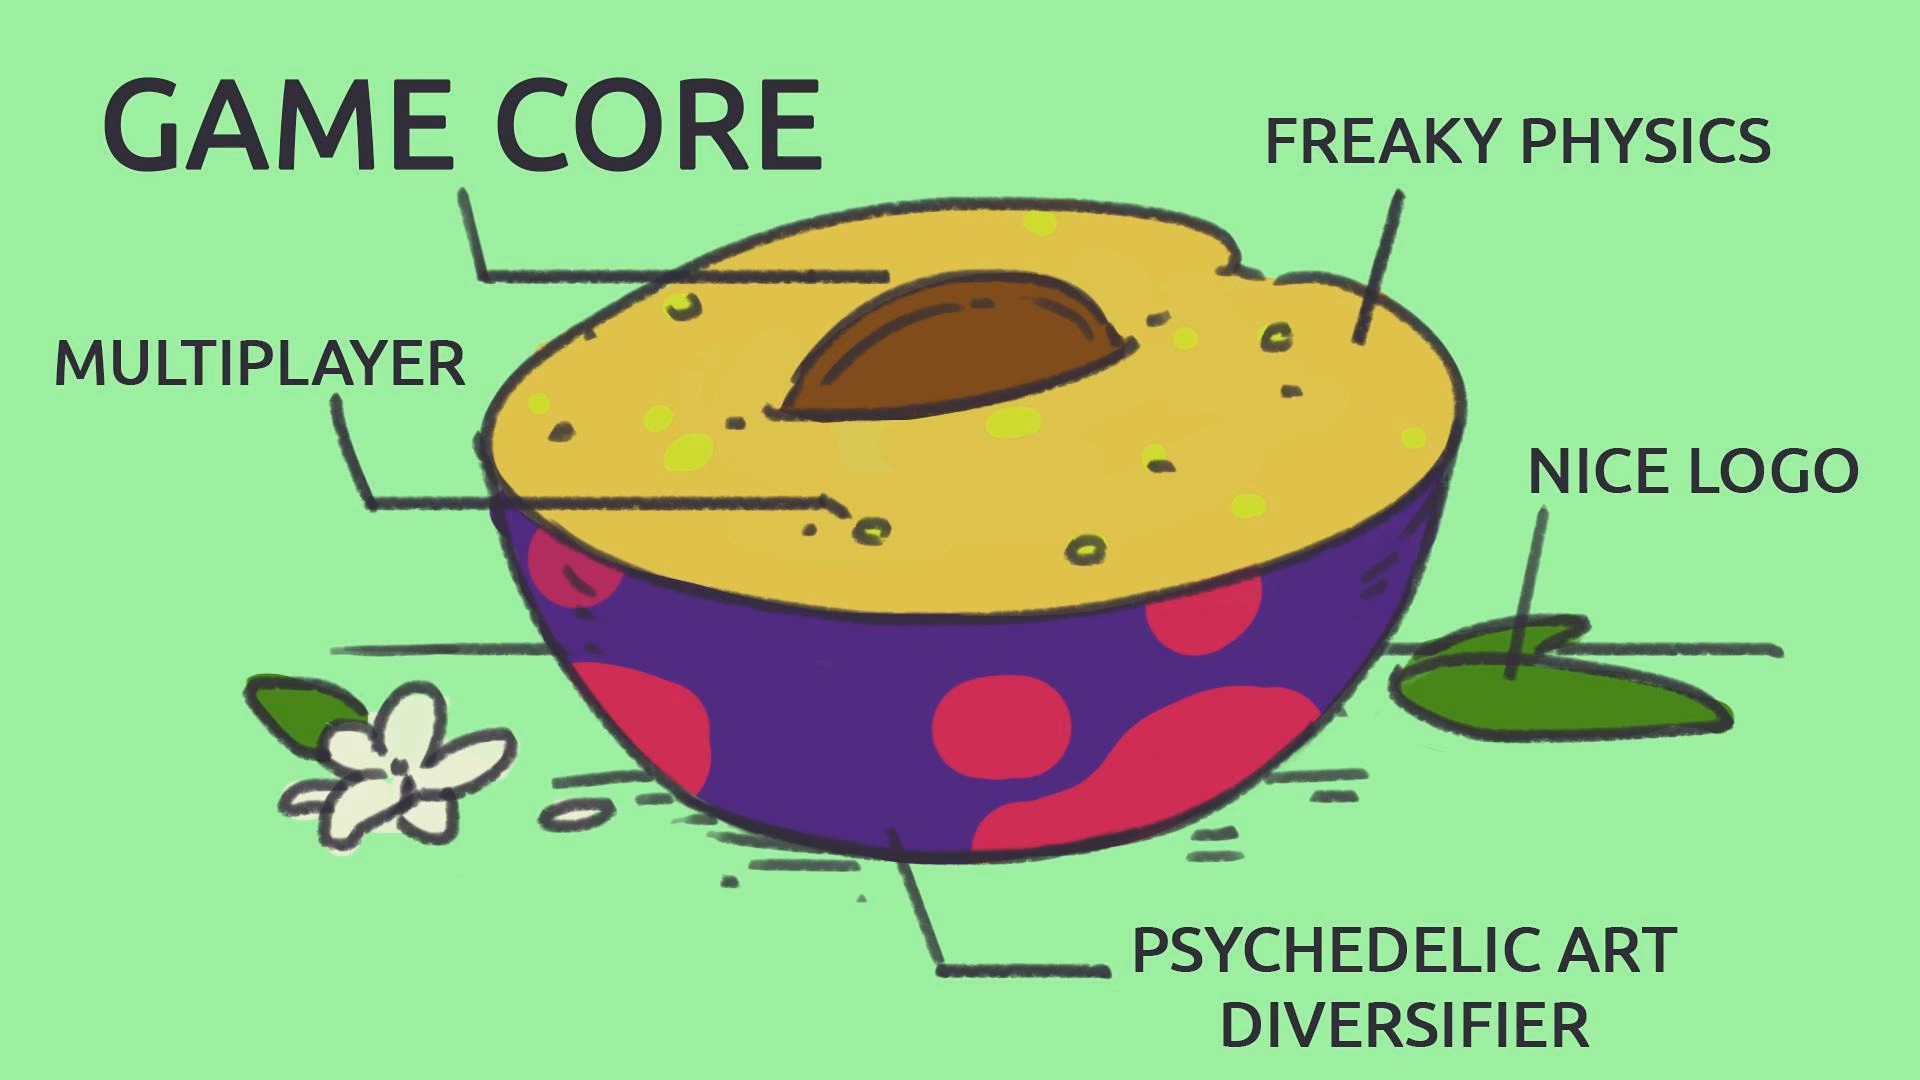 GAME CORE
FREAKY PHYSICS
MULTIPLAYER
NICE LOGO
PSYCHEDELIC ART
DIVERSIFIER